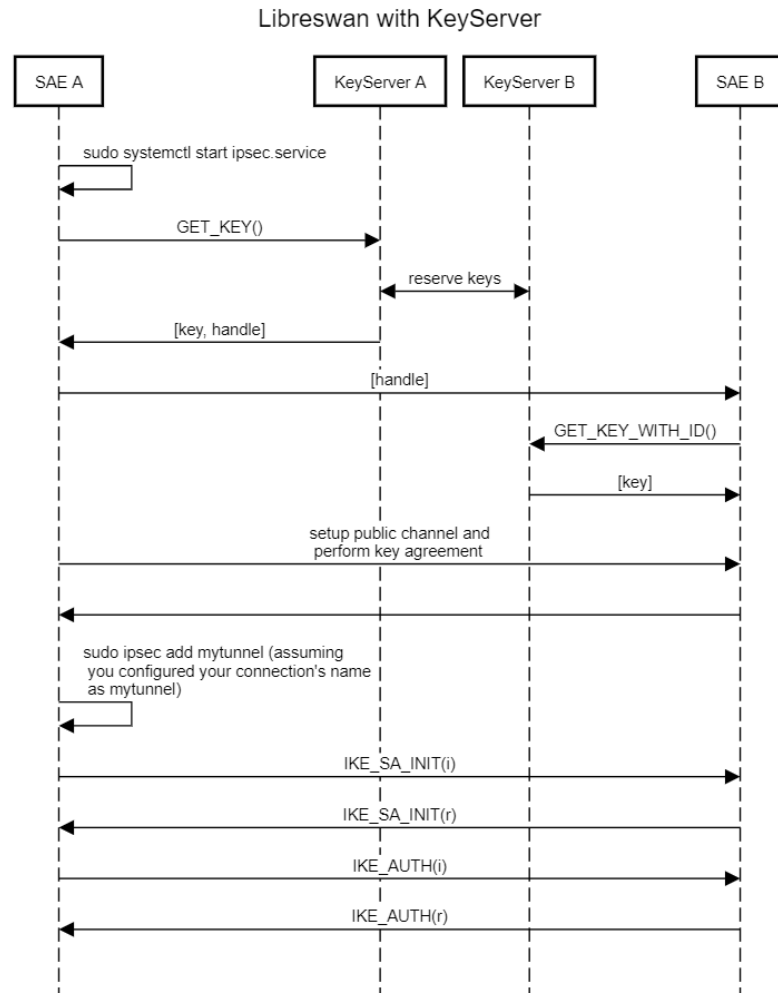 Libreswan with KeyServer
SAE A
KeyServer A
KeyServer B
SAE B
sudo systemctl start ipsec.service
GET_KEY()
reserve keys
[key, handle]
[handle]
GET_KEY_WITH_ID()
[key]
setup public channel and
perform key agreement
sudo ipsec add mytunnel (assuming
you configured your connection's name
as mytunnel)
IKE_SA_INIT(i)
IKE_SA_INIT(r)
IKE_AUTH(i)
IKE_AUTH(r)